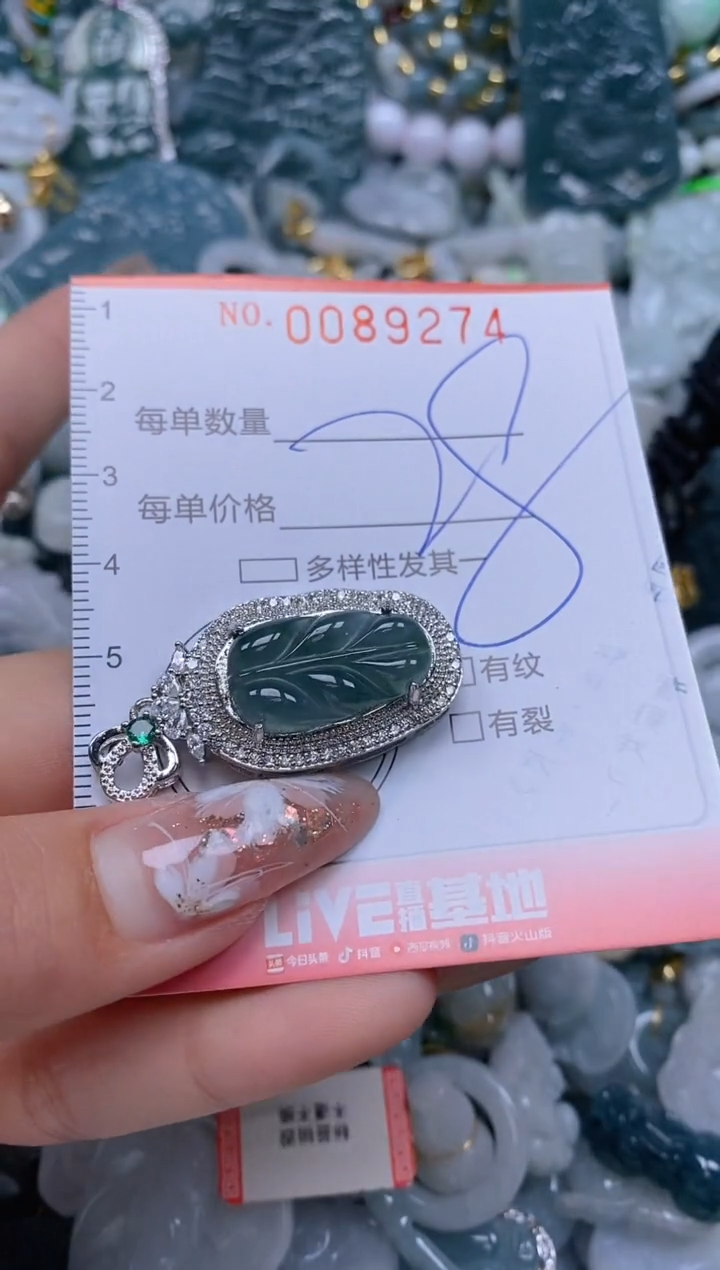 NO. 0089274
1
2
每单数量
3
每单价格
28
4
多样性发其一
5
有纹
有裂
LIVE直播基地
今日头条 抖音 西瓜视频 抖音火山版